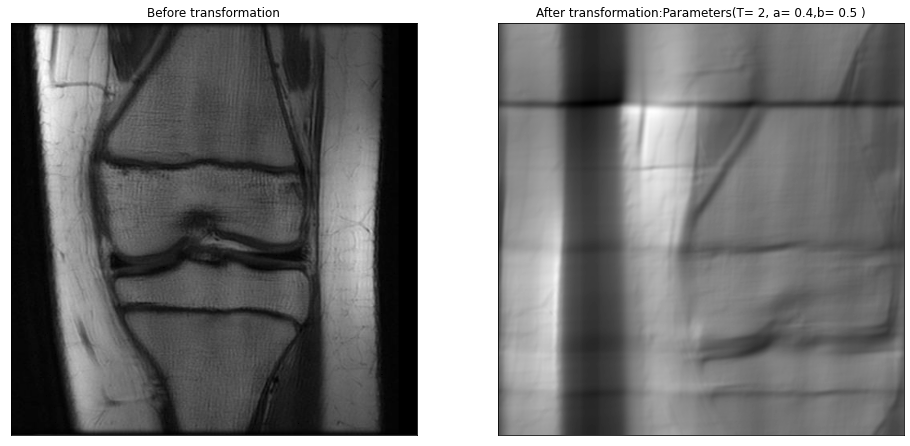 Before transformation
After transformation:Parameters(T= 2, a= 0.4,b= 0.5 )